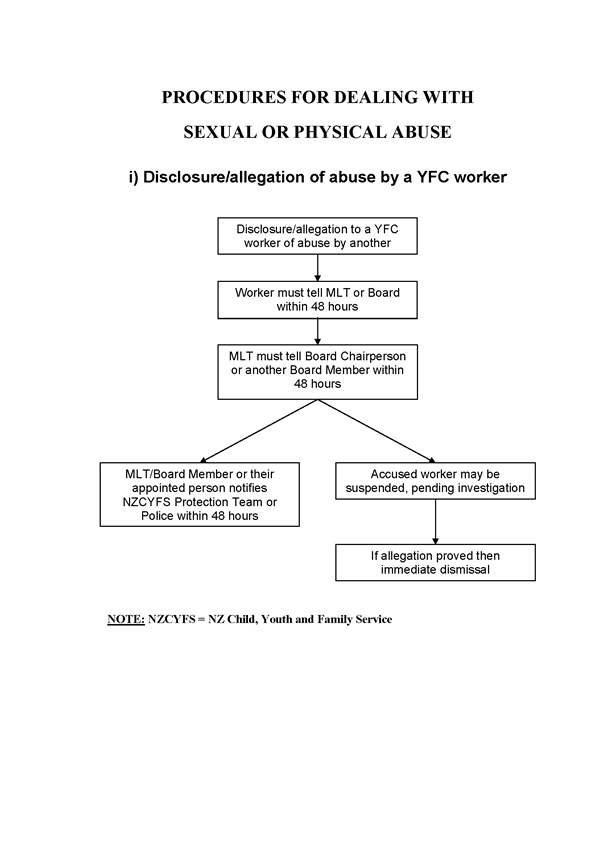 PROCEDURES FOR DEALING WITH
SEXUAL OR PHYSICAL ABUSE
i) Disclosure/allegation of abuse by a YFC worker
Disclosure/allegation to a YFC
worker of abuse by another
Worker must tell MLT or Board
within 48 hours
MLT must tell Board Chairperson
or another Board Member within
48 hours
MLT/Board Member or their
appointed person notifies
NZCYFS Protection Team or
Police within 48 hours
Accused worker may be
suspended, pending investigation
If allegation proved then
immediate dismissal
NOTE: NZCYFS = NZ Child, Youth and Family Service